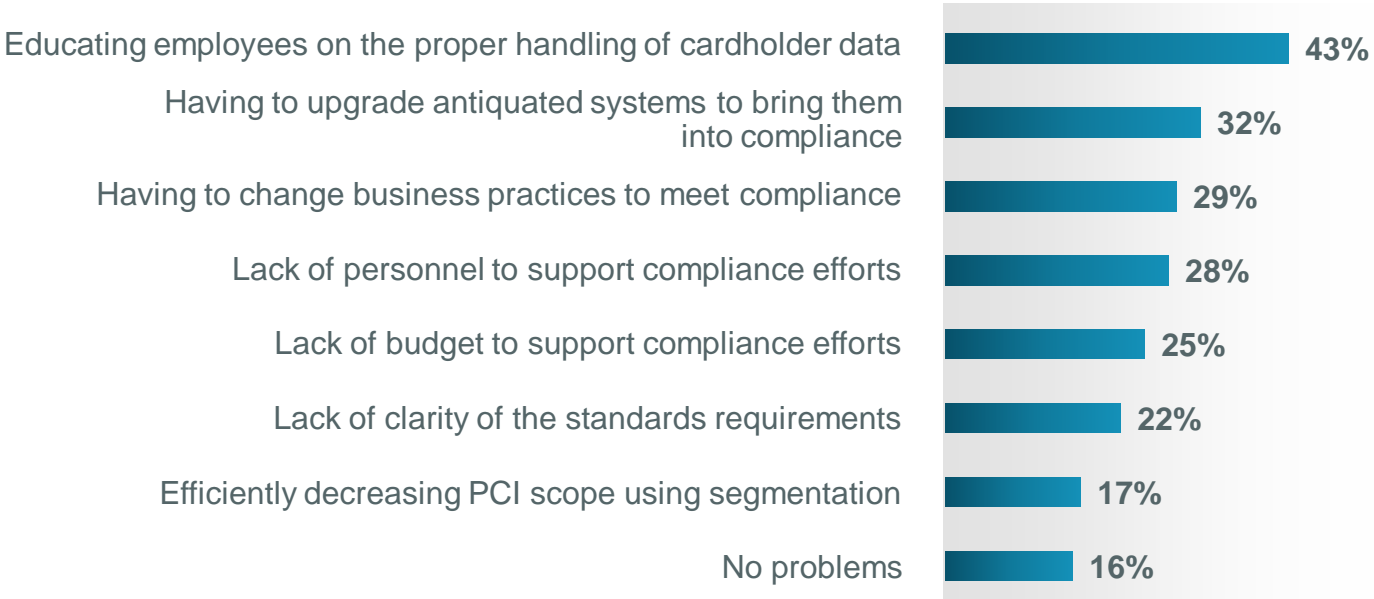 Educating employees on the proper handling of cardholder data 43%
Having to upgrade antiquated systems to bring them
into compliance 32%
Having to change business practices to meet compliance 29%
Lack of personnel to support compliance efforts 28%
Lack of budget to support compliance efforts 25%
Lack of clarity of the standards requirements 22%
Efficiently decreasing PCI scope using segmentation 17%
No problems 16%